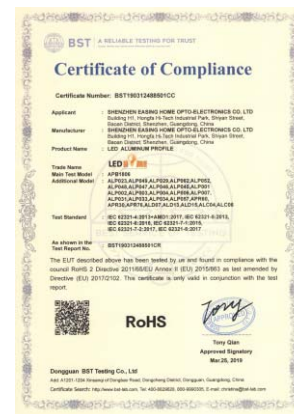 BST A RELIABLE TESTING FOR TRUST
Certificate of Compliance
Certificate Number: BST190312488501CC
Applicant : SHENZHEN EASING HOME OPTO-ELECTRONICS CO. LTD
Building H1, Hongfa Hi-Tech Industrial Park, Shiyan Street,
Baoan District, Shenzhen, Guangdong, China
Manufacturer : SHENZHEN EASING HOME OPTO-ELECTRONICS CO. LTD
Building H1, Hongfa Hi-Tech Industrial Park, Shiyan Street,
Baoan District, Shenzhen, Guangdong, China
Product Name : LED ALUMINUM PROFILE
Trade Name : LED
Main Test Model : APB1806
Additional Model :
Test Standard : IEC 62321-4:2013+AMD1:2017, IEC 62321-5:2013,
IEC 62321-6:2015, IEC 62321-7-1:2015,
IEC 62321-7-2:2017, IEC 62321-8:2017
As shown in the
Test Report No. : BST190312488501CR
The EUT described above has been tested by us and found in compliance with the
council RoHS 2 Directive 2011/65/EU Annex II (EU) 2015/863 as last amended by
Directive (EU) 2017/2102. This certificate is only valid in conjunction with the test
report.
RoHS
Tony
Tony Qian
Approved Signatory
Mar.25, 2019
Dongguan BST Testing Co., Ltd